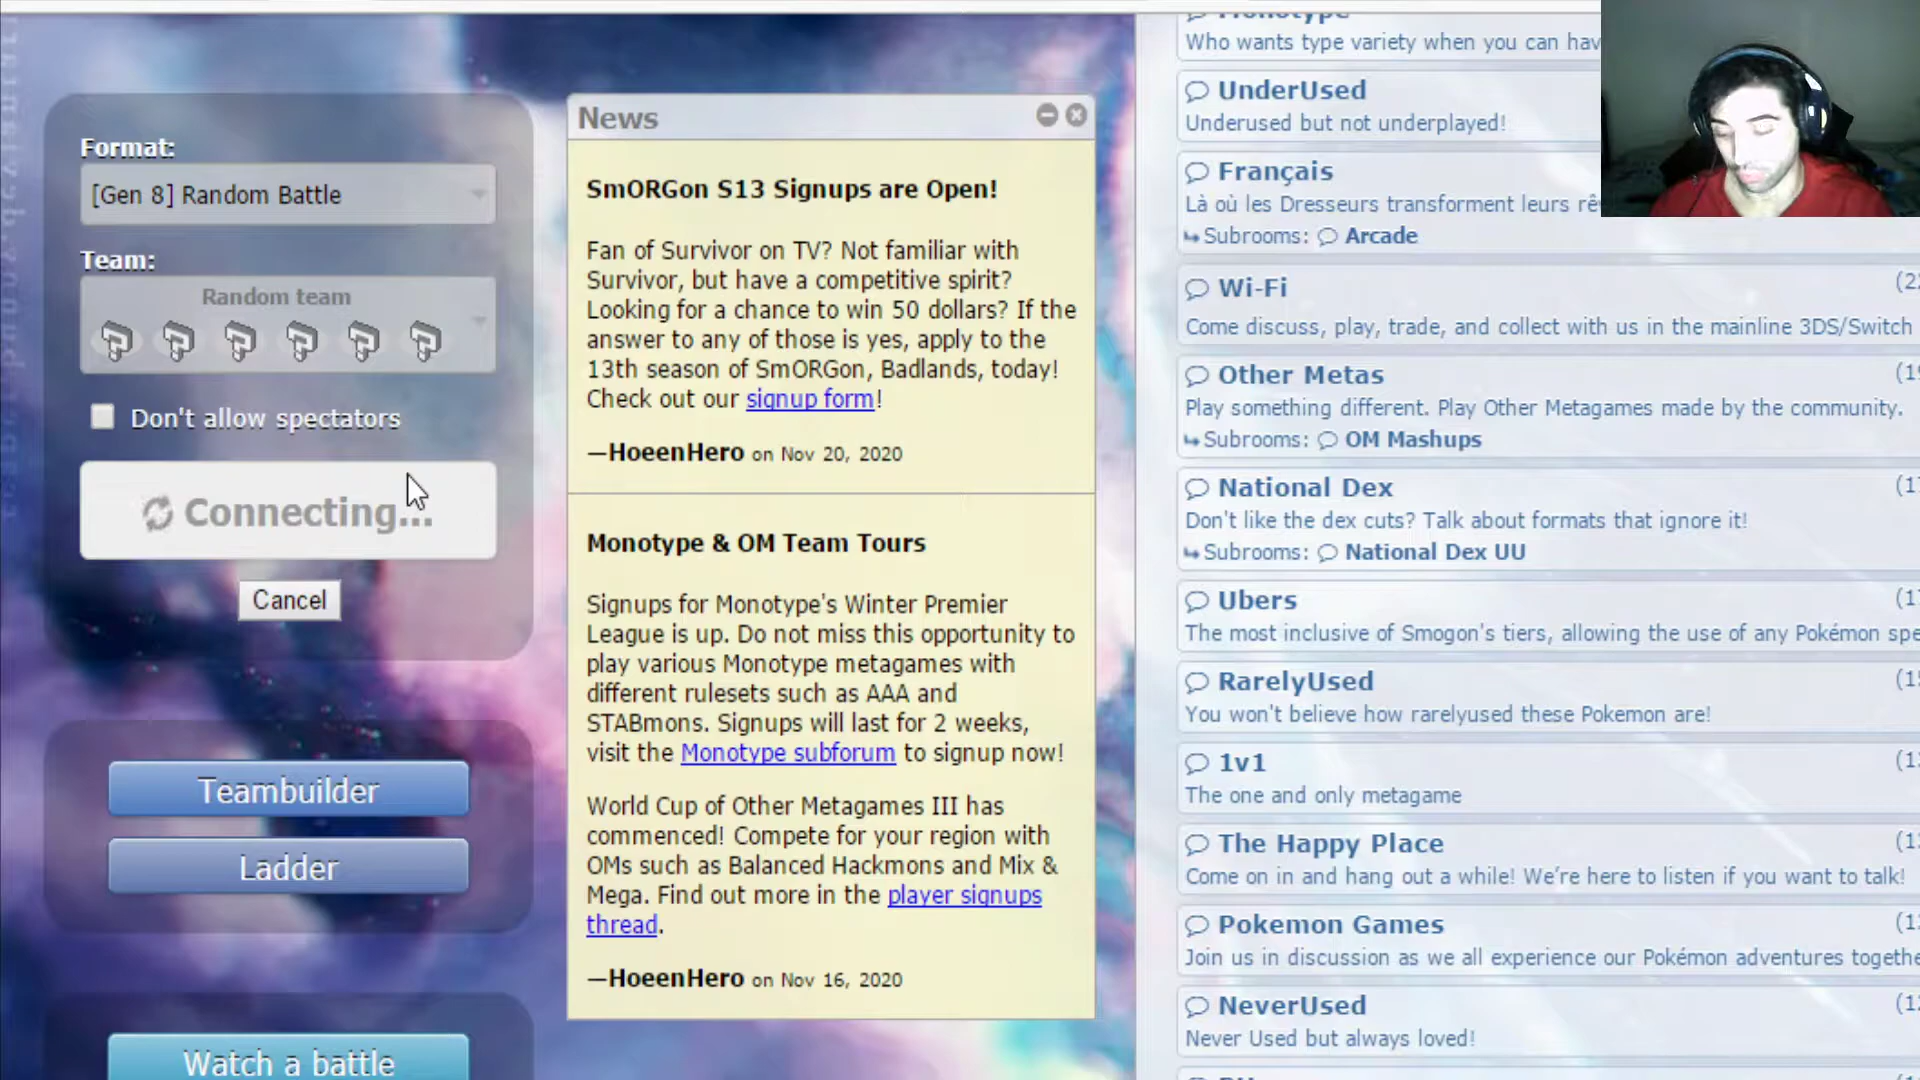 Format:
[Gen 8] Random Battle
Team:
Random team
Don't allow spectators
Connecting...
Cancel
Teambuilder
Ladder
Watch a battle
News
SmORGon S13 Signups are Open!
Fan of Survivor on TV? Not familiar with
Survivor, but have a competitive spirit?
Looking for a chance to win 50 dollars? If the
answer to any of those is yes, apply to the
13th season of SmORGon, Badlands, today!
Check out our signup form!
—HoeenHero on Nov 20, 2020
Monotype & OM Team Tours
Signups for Monotype's Winter Premier
League is up. Do not miss this opportunity to
play various Monotype metagames with
different rulesets such as AAA and
STABmons. Signups will last for 2 weeks,
visit the Monotype subforum to signup now!
World Cup of Other Metagames III has
commenced! Compete for your region with
OMs such as Balanced Hackmons and Mix &
Mega. Find out more in the player signups
thread.
—HoeenHero on Nov 16, 2020
Monotype
Who wants type variety when you can hav
UnderUsed
Underused but not underplayed!
Français
Là où les Dresseurs transforment leurs rê
↳ Subrooms: Arcade
Wi-Fi
Come discuss, play, trade, and collect with us in the mainline 3DS/Switch
Other Metas
Play something different. Play Other Metagames made by the community.
↳ Subrooms: OM Mashups
National Dex
Don't like the dex cuts? Talk about formats that ignore it!
↳ Subrooms: National Dex UU
Ubers
The most inclusive of Smogon's tiers, allowing the use of any Pokémon spe
RarelyUsed
You won't believe how rarelyused these Pokemon are!
1v1
The one and only metagame
The Happy Place
Come on in and hang out a while! We're here to listen if you want to talk!
Pokemon Games
Join us in discussion as we all experience our Pokémon adventures togethe
NeverUsed
Never Used but always loved!